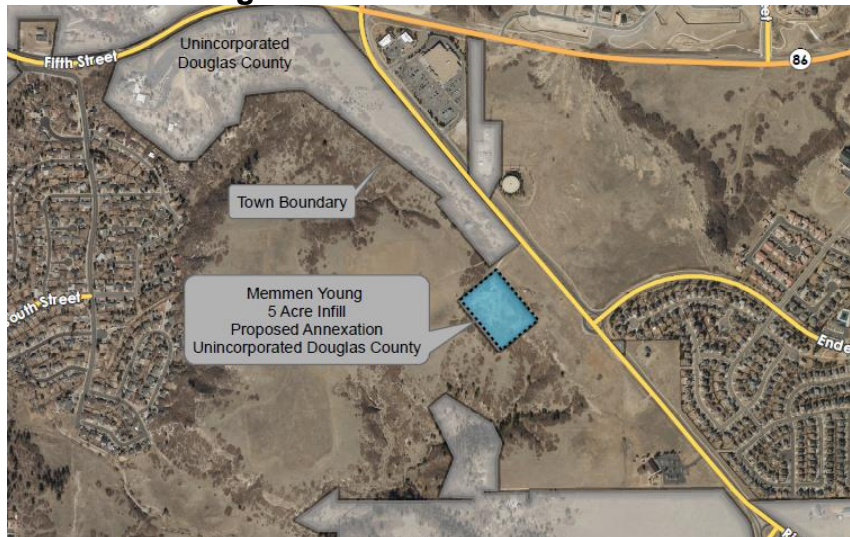 Unincorporated
Douglas County
Fifth Street
86
Town Boundary
Memmen Young
5 Acre Infill
Proposed Annexation
Unincorporated Douglas County
South Street